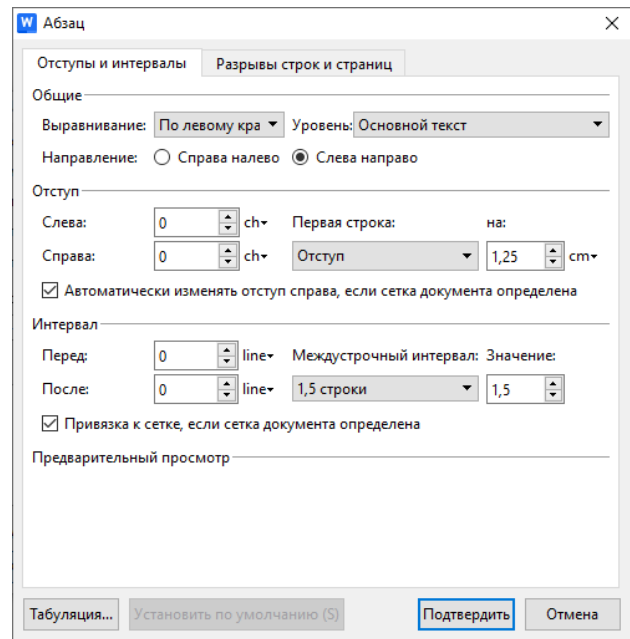 W Абзац
Отступы и интервалы Разрывы строк и страниц
Общие
Выравнивание: По левому кра Уровень: Основной текст
Направление: Справа налево Слева направо
Отступ
Слева: 0 ch Первая строка: на:
Справа: 0 ch Отступ 1,25 cm
Автоматически изменять отступ справа, если сетка документа определена
Интервал
Перед: 0 line Междустрочный интервал: Значение:
После: 0 line 1,5 строки 1,5
Привязка к сетке, если сетка документа определена
Предварительный просмотр
Табуляция... Установить по умолчанию (S) Подтвердить Отмена